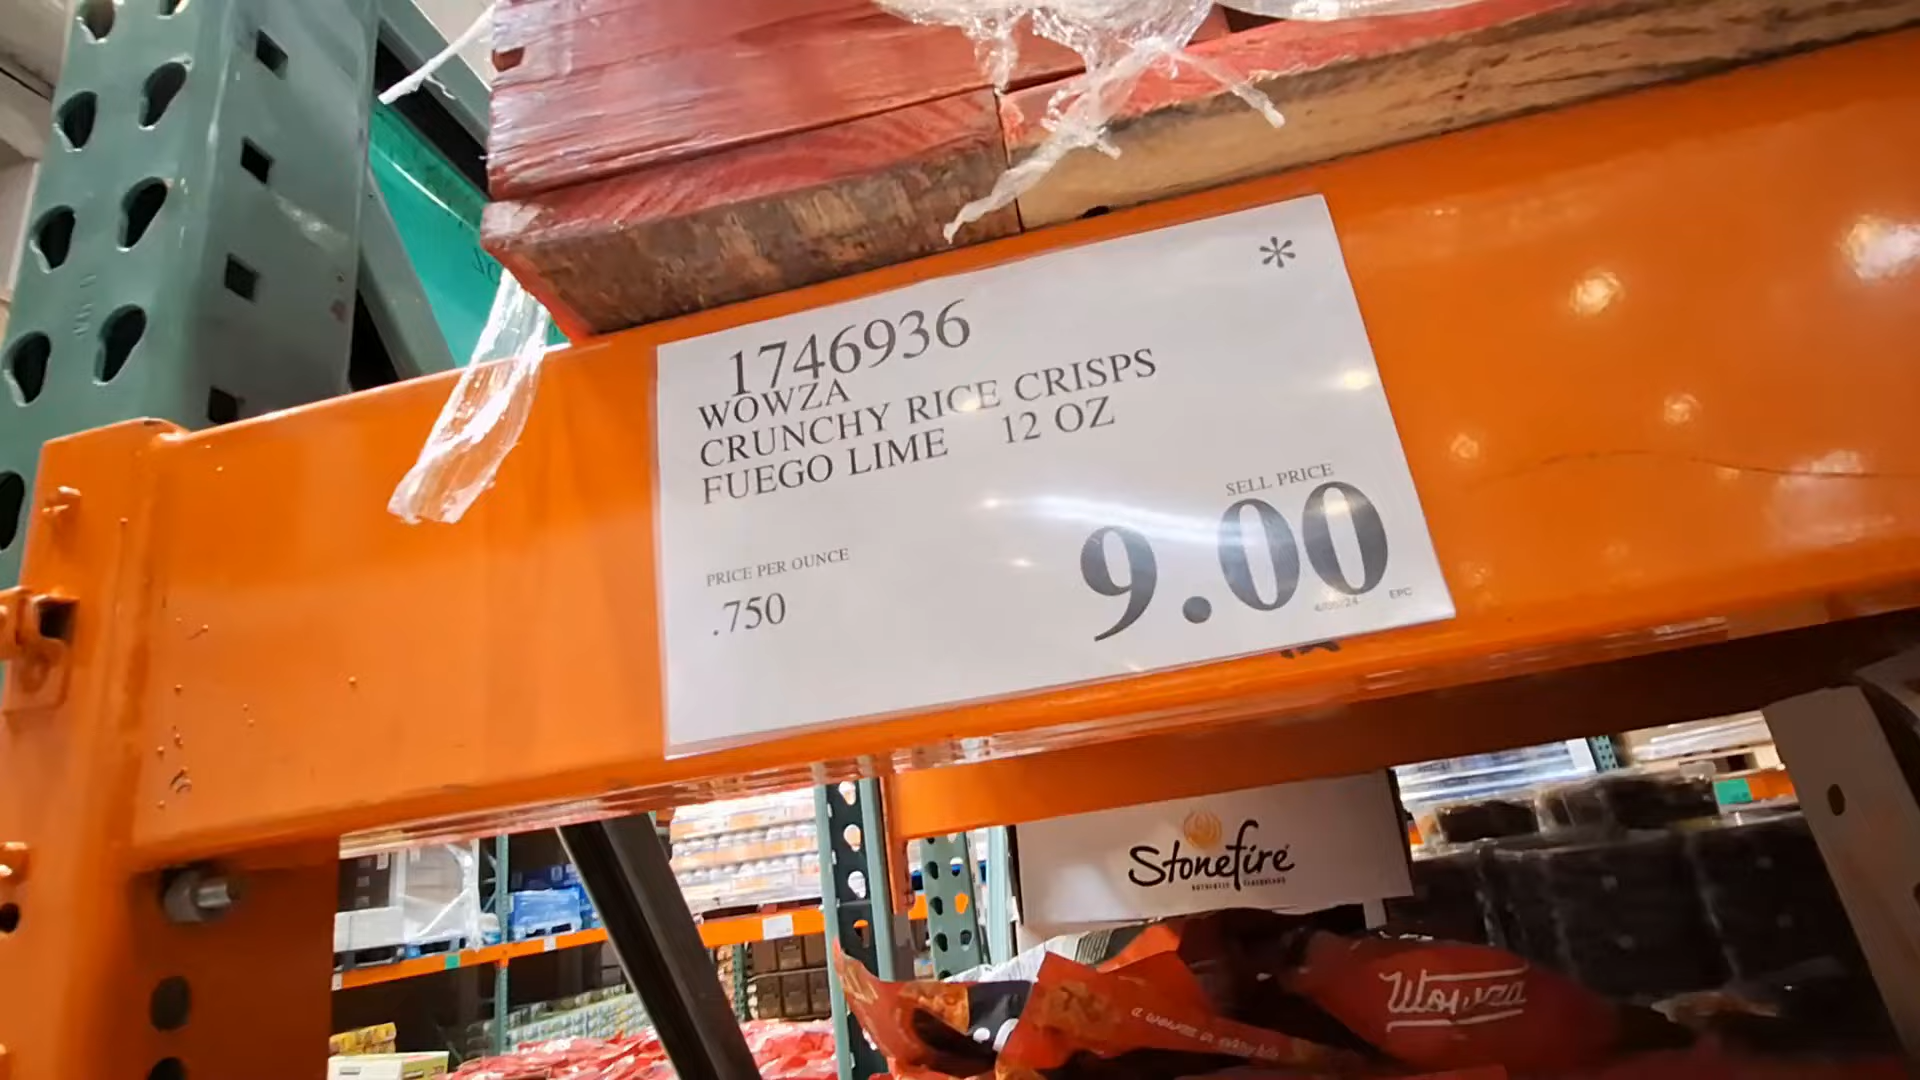 *
1746936
WOWZA
CRUNCHY RICE CRISPS
FUEGO LIME 12 OZ
SELL PRICE
9.00
PRICE PER OUNCE
.750
EPC
Stonefire
Wowza